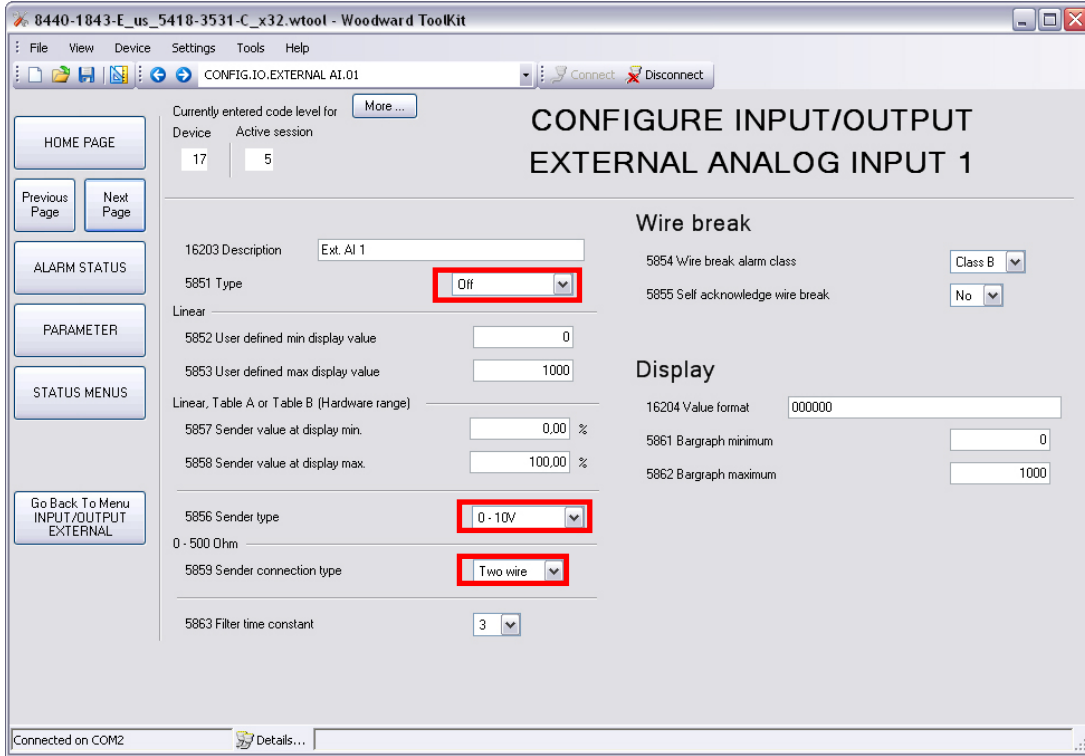 8440-1843-E_us_5418-3531-C_x32.wtool - Woodward ToolKit
File View Device Settings Tools Help
CONFIG.IO.EXTERNAL AI.01 Connect Disconnect
HOME PAGE
Previous Page
Next Page
ALARM STATUS
PARAMETER
STATUS MENUS
Go Back To Menu
INPUT/OUTPUT
EXTERNAL
Currently entered code level for More ...
Device Active session
17 5
CONFIGURE INPUT/OUTPUT
EXTERNAL ANALOG INPUT 1
16203 Description Ext. AI 1
5851 Type Off
Linear
5852 User defined min display value 0
5853 User defined max display value 1000
Linear, Table A or Table B (Hardware range)
5857 Sender value at display min. 0,00 %
5858 Sender value at display max. 100,00 %
5856 Sender type 0 - 10V
0 - 500 Ohm
5859 Sender connection type Two wire
5863 Filter time constant 3
Wire break
5854 Wire break alarm class Class B
5855 Self acknowledge wire break No
Display
16204 Value format 000000
5861 Bargraph minimum 0
5862 Bargraph maximum 1000
Connected on COM2 Details...